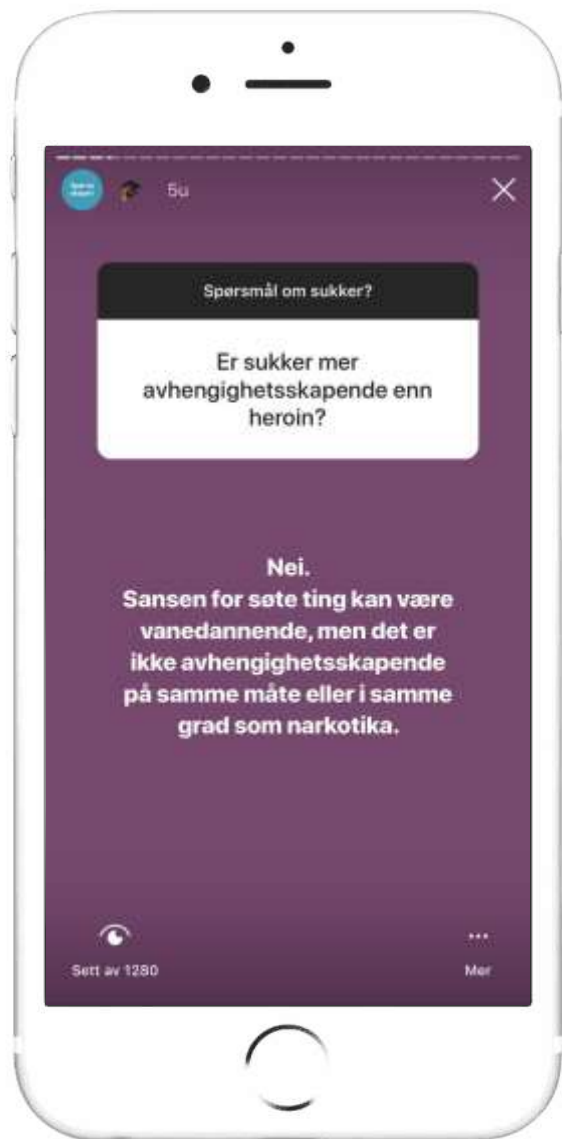 5u
Spørsmål om sukker?
Er sukker mer
avhengighetsskapende enn
heroin?
Nei.
Sansen for søte ting kan være
vanedannende, men det er
ikke avhengighetsskapende
på samme måte eller i samme
grad som narkotika.
Sett av 1280
Mer